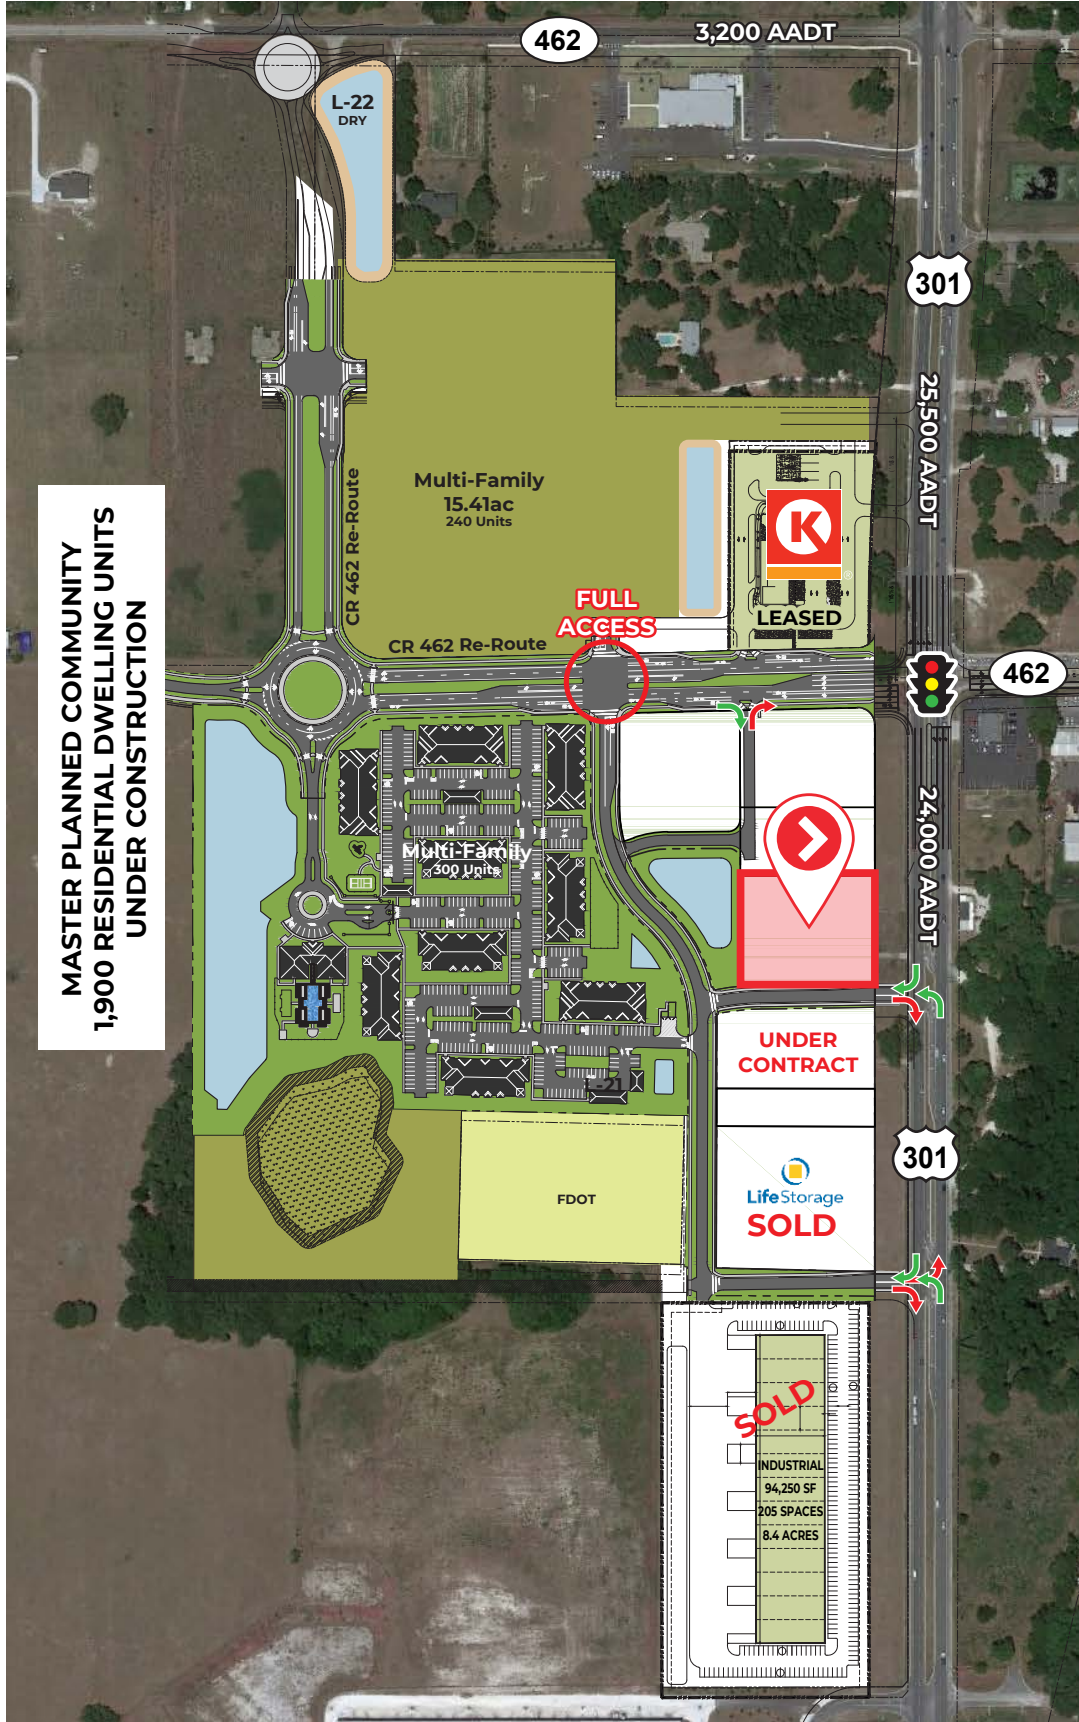 462
3,200 AADT
L-22
DRY
301
25,500 AADT
Multi-Family
15.41ac
240 Units
CR 462 Re-Route
K
®
LEASED
FULL
ACCESS
CR 462 Re-Route
462
MASTER PLANNED COMMUNITY
1,900 RESIDENTIAL DWELLING UNITS
UNDER CONSTRUCTION
24,000 AADT
Multi-Family
300 Units
UNDER
CONTRACT
L-21
301
FDOT
LifeStorage
SOLD
SOLD
INDUSTRIAL
94,250 SF
205 SPACES
8.4 ACRES